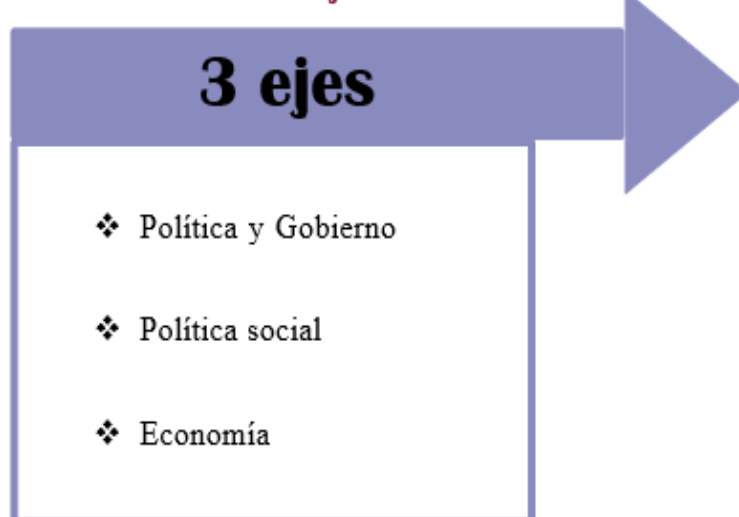 3 ejes
❖ Política y Gobierno
❖ Política social
❖ Economía